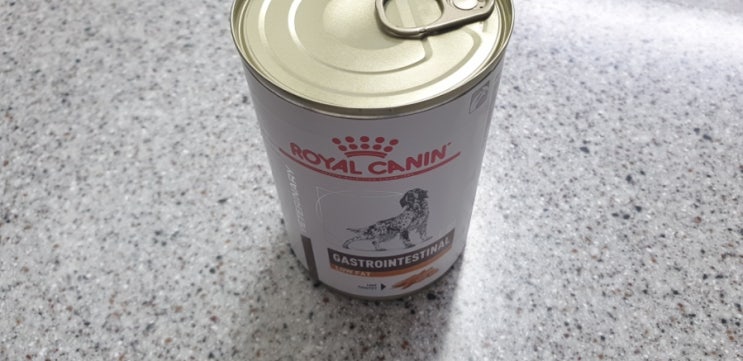 ROYAL CANIN
VETERINARY
GASTROINTESTINAL
LOW FAT